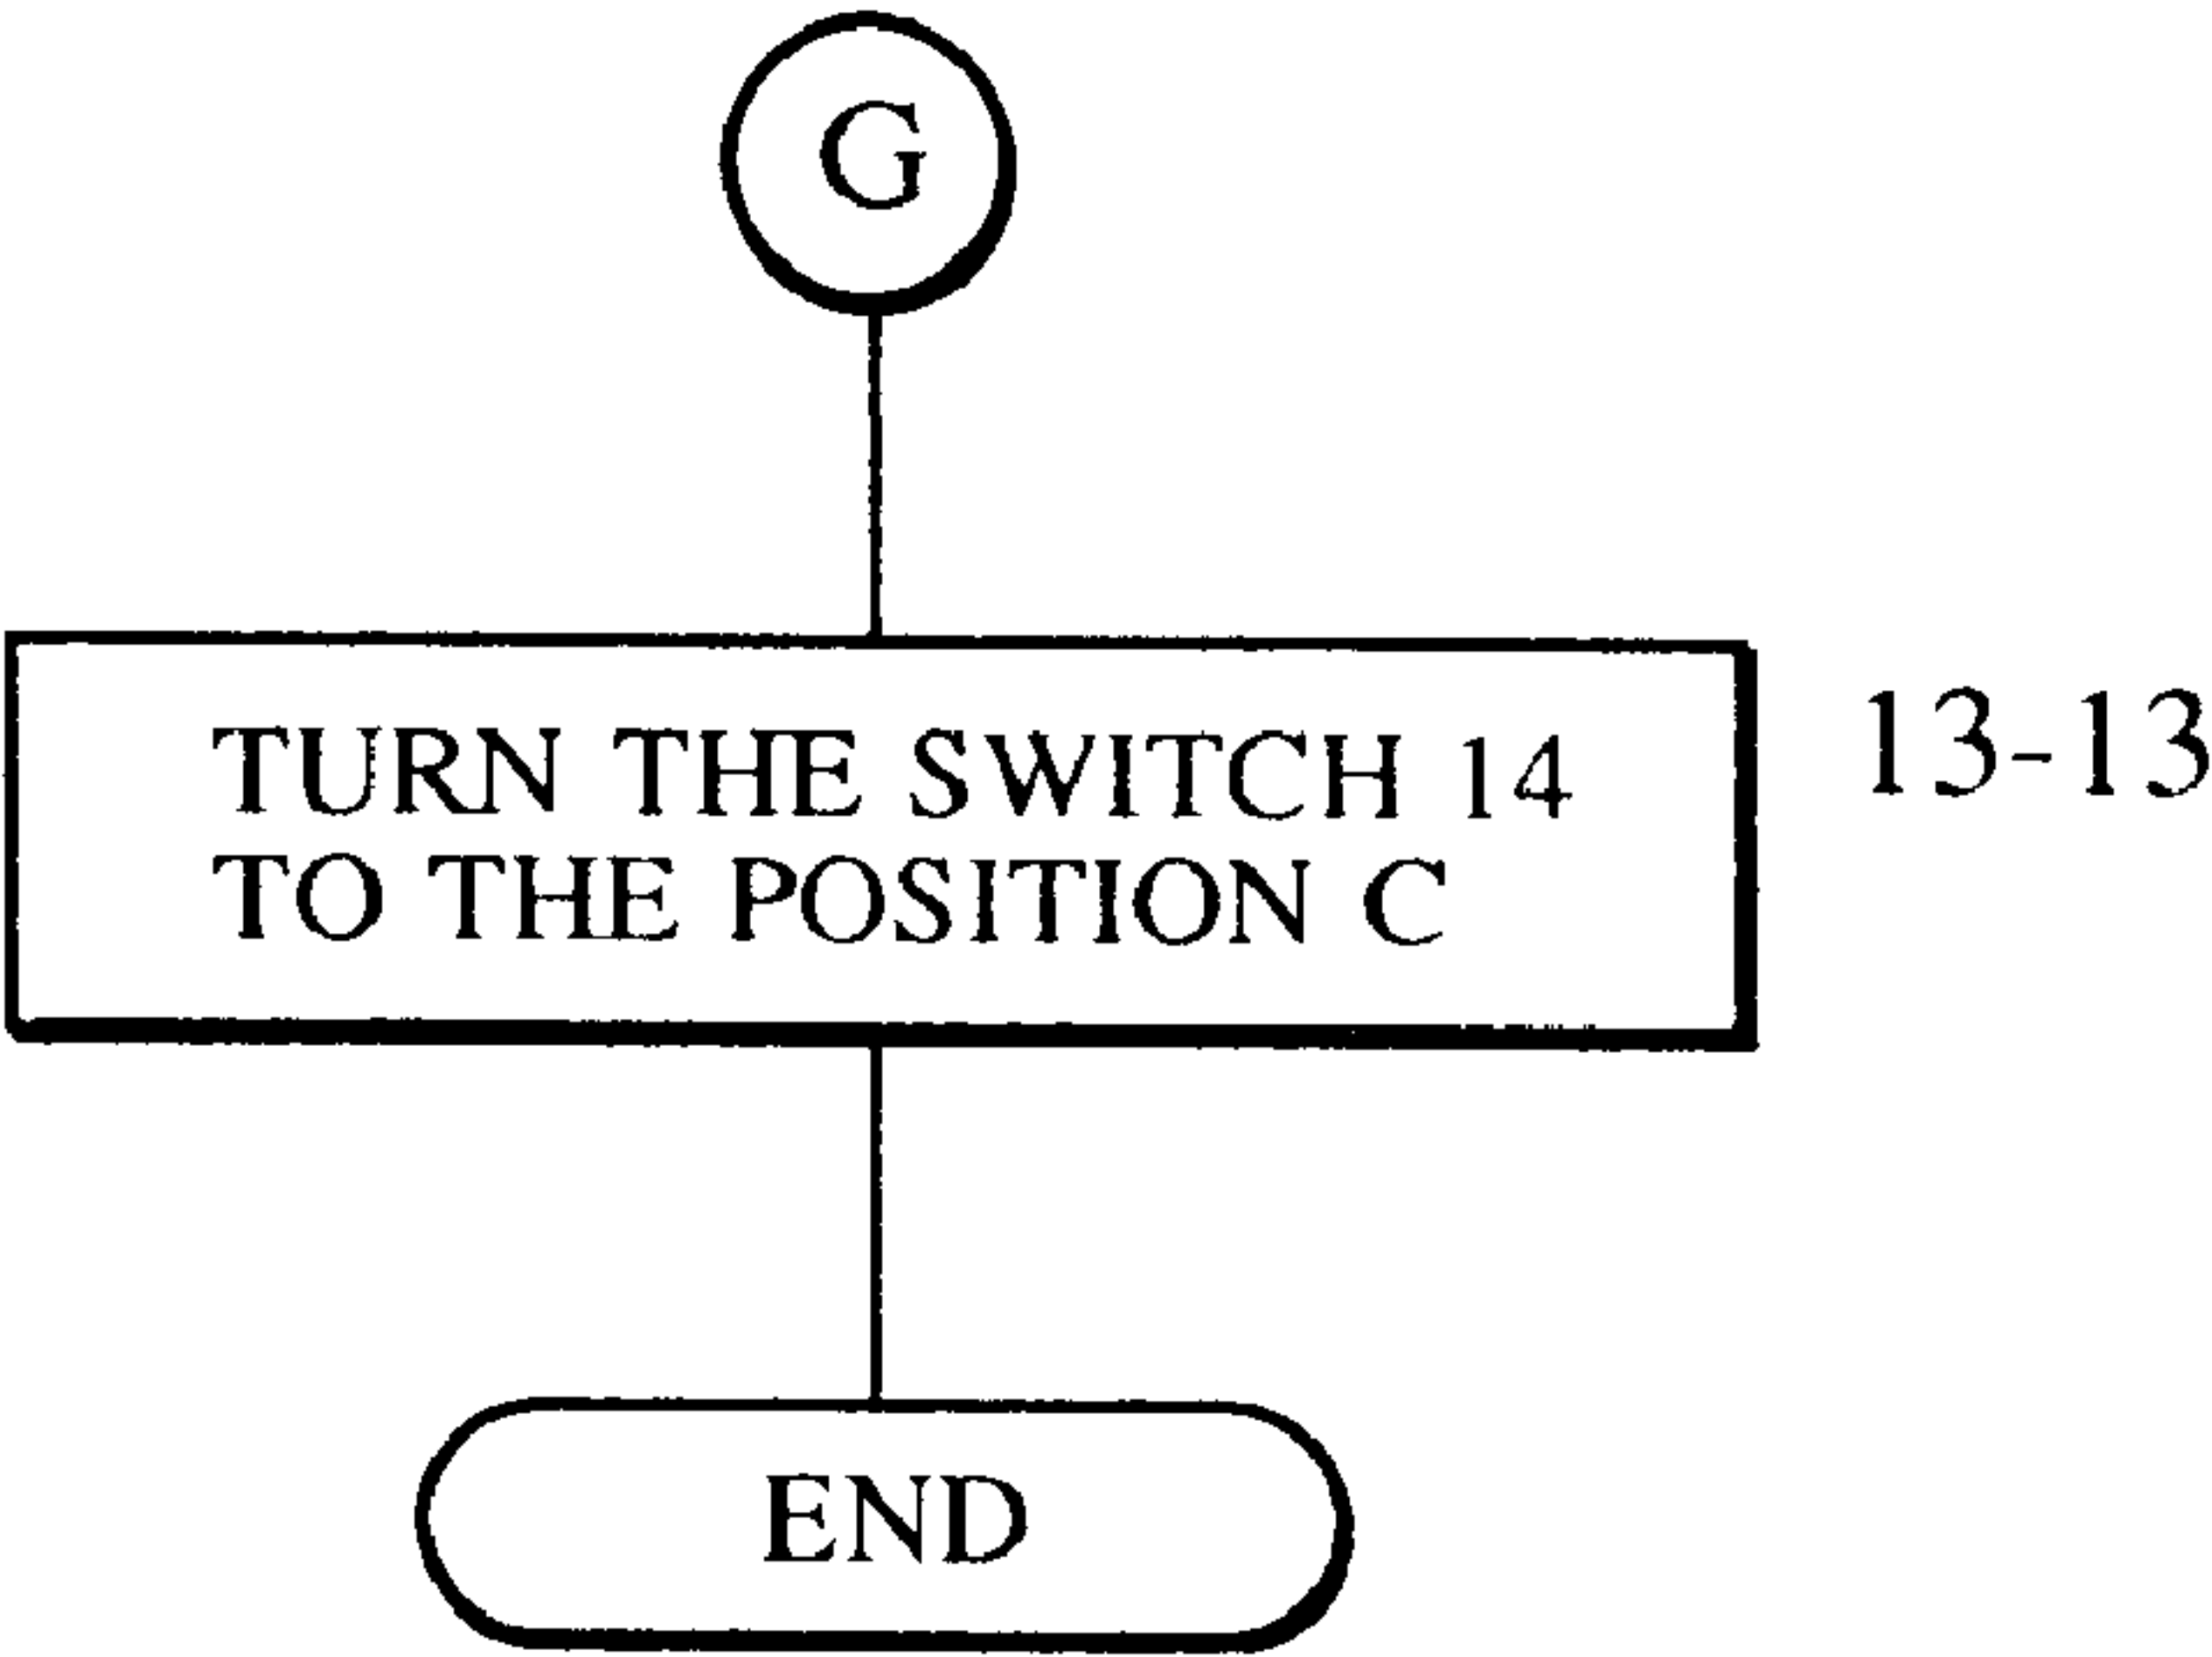 G
TURN THE SWITCH 14
TO THE POSITION C
13-13
END